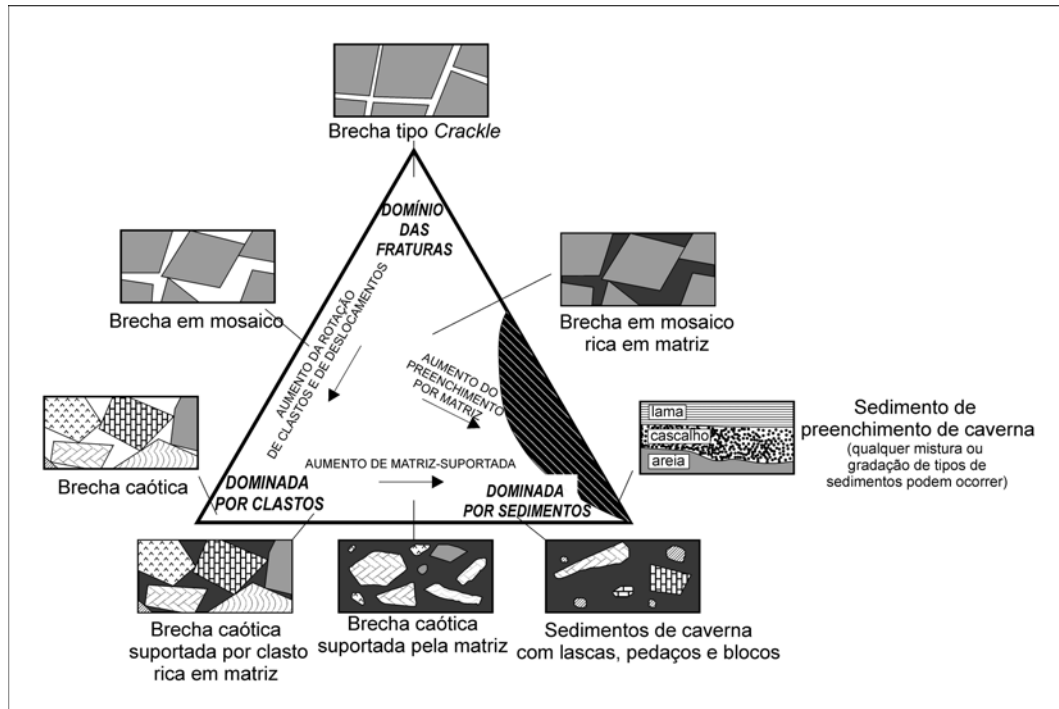 Brecha tipo Crackle
DOMÍNIO
DAS
FRATURAS
Brecha em mosaico
Brecha em mosaico
rica em matriz
AUMENTO DA ROTAÇÃO
DE CLASTOS E DE DESLOCAMENTOS
AUMENTO DO
PREENCHIMENTO
POR MATRIZ
lama
cascalho
areia
Sedimento de
preenchimento de caverna
(qualquer mistura ou
gradação de tipos de
sedimentos podem ocorrer)
Brecha caótica
AUMENTO DE MATRIZ-SUPORTADA
DOMINADA
POR CLASTOS
DOMINADA
POR SEDIMENTOS
Brecha caótica
suportada por clasto
rica em matriz
Brecha caótica
suportada pela matriz
Sedimentos de caverna
com lascas, pedaços e blocos